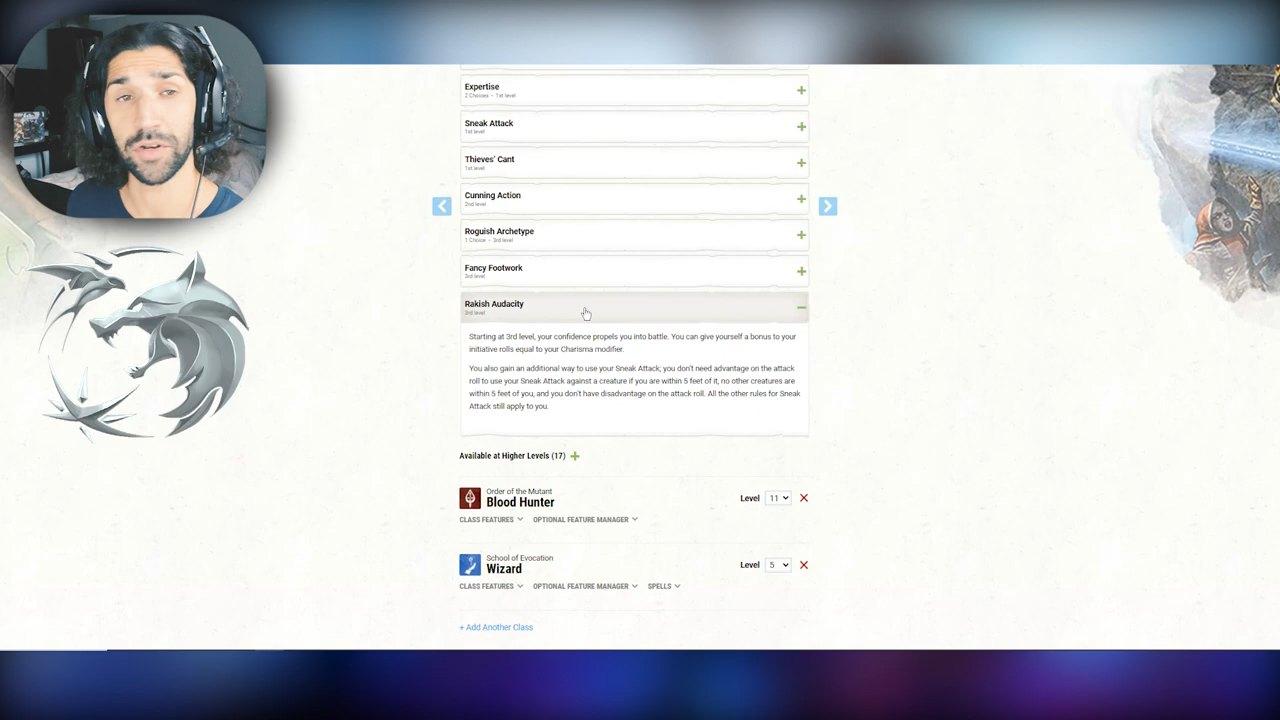 Expertise
2 Choices • 1st level
Sneak Attack
1st level
Thieves' Cant
1st level
Cunning Action
2nd level
Roguish Archetype
1 Choice • 3rd level
Fancy Footwork
3rd level
Rakish Audacity
3rd level
Starting at 3rd level, your confidence propels you into battle. You can give yourself a bonus to your
initiative rolls equal to your Charisma modifier.
You also gain an additional way to use your Sneak Attack; you don't need advantage on the attack
roll to use your Sneak Attack against a creature if you are within 5 feet of it, no other creatures are
within 5 feet of you, and you don't have disadvantage on the attack roll. All the other rules for Sneak
Attack still apply to you.
Available at Higher Levels (17)
Order of the Mutant
Blood Hunter
Level 11
CLASS FEATURES OPTIONAL FEATURE MANAGER
School of Evocation
Wizard
Level 5
CLASS FEATURES OPTIONAL FEATURE MANAGER SPELLS
+ Add Another Class